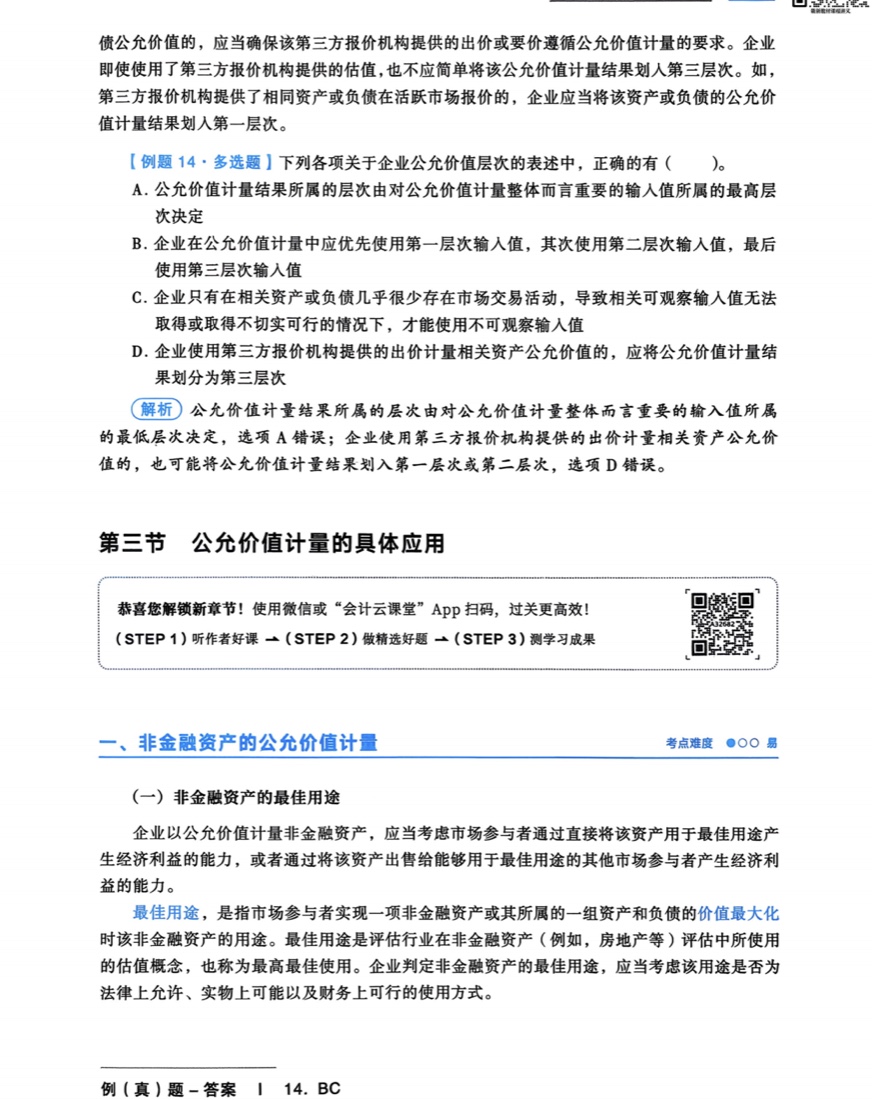 债公允价值的，应当确保该第三方报价机构提供的出价或要价遵循公允价值计量的要求。企业
即使使用了第三方报价机构提供的估值，也不应简单将该公允价值计量结果划入第三层次。如，
第三方报价机构提供了相同资产或负债在活跃市场报价的，企业应当将该资产或负债的公允价
值计量结果划入第一层次。
【例题 14·多选题】下列各项关于企业公允价值层次的表述中，正确的有（　　）。
A. 公允价值计量结果所属的层次由对公允价值计量整体而言重要的输入值所属的最高层
次决定
B. 企业在公允价值计量中应优先使用第一层次输入值，其次使用第二层次输入值，最后
使用第三层次输入值
C. 企业只有在相关资产或负债几乎很少存在市场交易活动，导致相关可观察输入值无法
取得或取得不切实可行的情况下，才能使用不可观察输入值
D. 企业使用第三方报价机构提供的出价计量相关资产公允价值的，应将公允价值计量结
果划分为第三层次
解析 公允价值计量结果所属的层次由对公允价值计量整体而言重要的输入值所属
的最低层次决定，选项 A 错误；企业使用第三方报价机构提供的出价计量相关资产公允价
值的，也可能将公允价值计量结果划入第一层次或第二层次，选项 D 错误。
第三节　公允价值计量的具体应用
恭喜您解锁新章节！使用微信或“会计云课堂”App 扫码，过关更高效！
（STEP 1）听作者好课 ⇀（STEP 2）做精选好题 ⇀（STEP 3）测学习成果
一、非金融资产的公允价值计量　考点难度 ●○○ 易
（一）非金融资产的最佳用途
企业以公允价值计量非金融资产，应当考虑市场参与者通过直接将该资产用于最佳用途产
生经济利益的能力，或者通过将该资产出售给能够用于最佳用途的其他市场参与者产生经济利
益的能力。
最佳用途，是指市场参与者实现一项非金融资产或其所属的一组资产和负债的价值最大化
时该非金融资产的用途。最佳用途是评估行业在非金融资产（例如，房地产等）评估中所使用
的估值概念，也称为最高最佳使用。企业判定非金融资产的最佳用途，应当考虑该用途是否为
法律上允许、实物上可能以及财务上可行的使用方式。
例（真）题 – 答案　|　14. BC